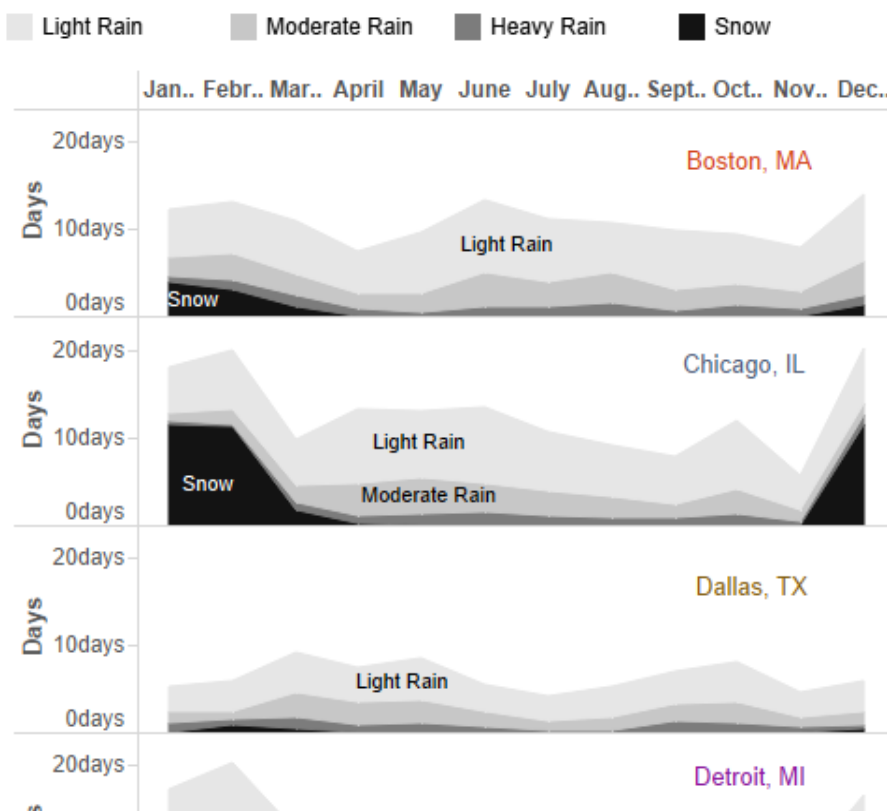 Light Rain Moderate Rain Heavy Rain Snow
Jan.. Febr.. Mar.. April May June July Aug.. Sept.. Oct.. Nov.. Dec..
20days
Boston, MA
Days
10days
Light Rain
Snow
0days
20days
Chicago, IL
Days
10days
Light Rain
Snow
Moderate Rain
0days
20days
Dallas, TX
Days
10days
Light Rain
0days
20days
Detroit, MI